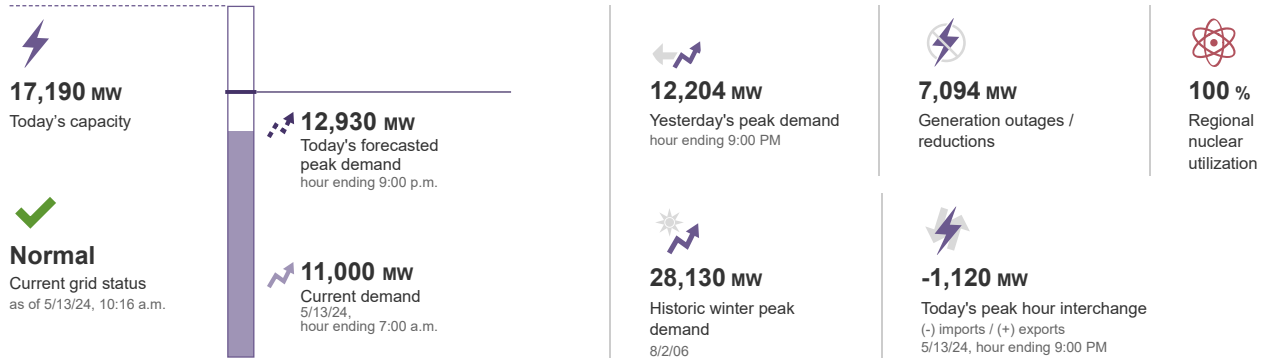 17,190 MW
Today's capacity
Normal
Current grid status
as of 5/13/24, 10:16 a.m.
12,930 MW
Today's forecasted
peak demand
hour ending 9:00 p.m.
11,000 MW
Current demand
5/13/24,
hour ending 7:00 a.m.
12,204 MW
Yesterday's peak demand
hour ending 9:00 PM
7,094 MW
Generation outages /
reductions
100 %
Regional
nuclear
utilization
28,130 MW
Historic winter peak
demand
8/2/06
-1,120 MW
Today's peak hour interchange
(-) imports / (+) exports
5/13/24, hour ending 9:00 PM